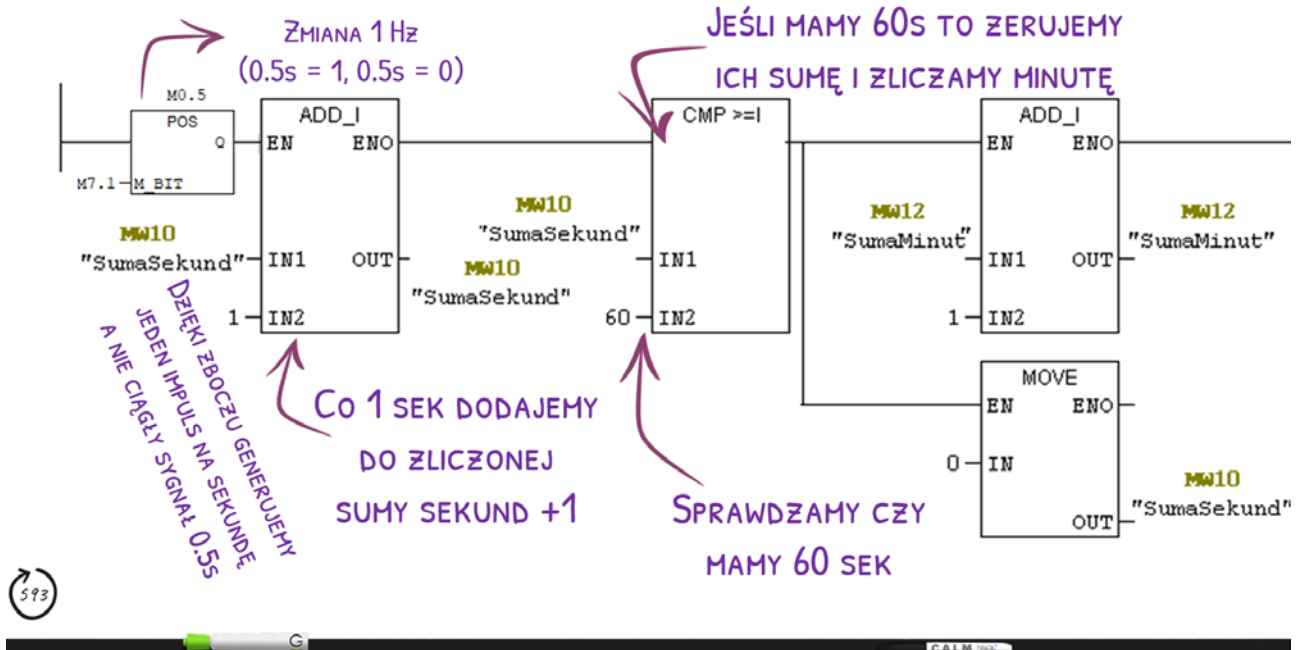 Zmiana 1 Hz
(0.5s = 1, 0.5s = 0)
Jeśli mamy 60s to zerujemy
ich sumę i zliczamy minutę
M0.5
POS
Q
M7.1
M_BIT
ADD_I
EN
ENO
MW10
"SumaSekund"
IN1
OUT
MW10
"SumaSekund"
1
IN2
CMP >=I
MW10
"SumaSekund"
IN1
60
IN2
ADD_I
EN
ENO
MW12
"SumaMinut"
IN1
OUT
MW12
"SumaMinut"
1
IN2
MOVE
EN
ENO
0
IN
OUT
MW10
"SumaSekund"
Dzięki zboczu generujemy
jeden impuls na sekundę
a nie ciągły sygnał 0.5s
Co 1 sek dodajemy
do zliczonej
sumy sekund +1
Sprawdzamy czy
mamy 60 sek
593
G
CALM